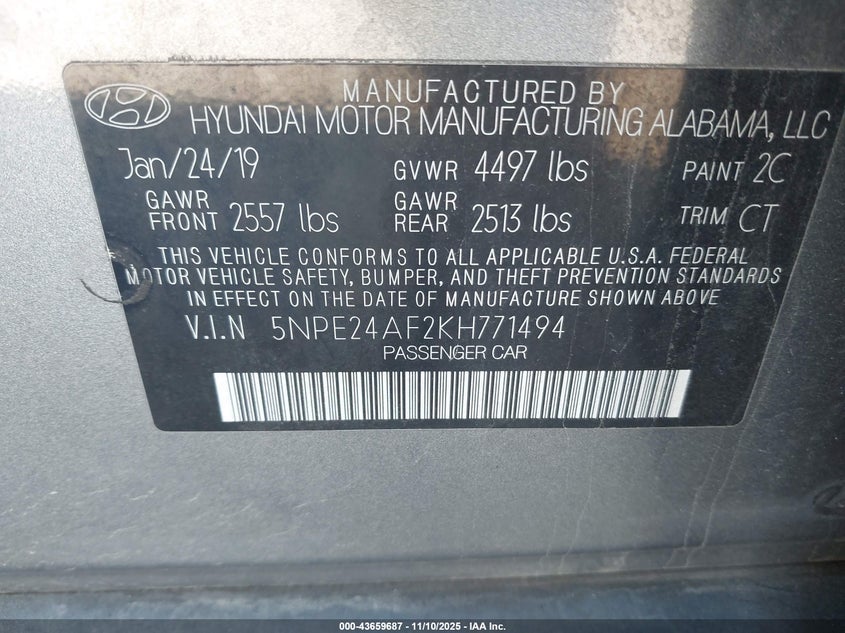 MANUFACTURED BY
HYUNDAI MOTOR MANUFACTURING ALABAMA, LLC
Jan/24/19 GVWR 4497 lbs PAINT 2C
GAWR FRONT 2557 lbs GAWR REAR 2513 lbs TRIM CT
THIS VEHICLE CONFORMS TO ALL APPLICABLE U.S.A. FEDERAL
MOTOR VEHICLE SAFETY, BUMPER, AND THEFT PREVENTION STANDARDS
IN EFFECT ON THE DATE OF MANUFACTURE SHOWN ABOVE
V.I.N 5NPE24AF2KH771494
PASSENGER CAR
000-43659687 - 11/10/2025 - IAA Inc.